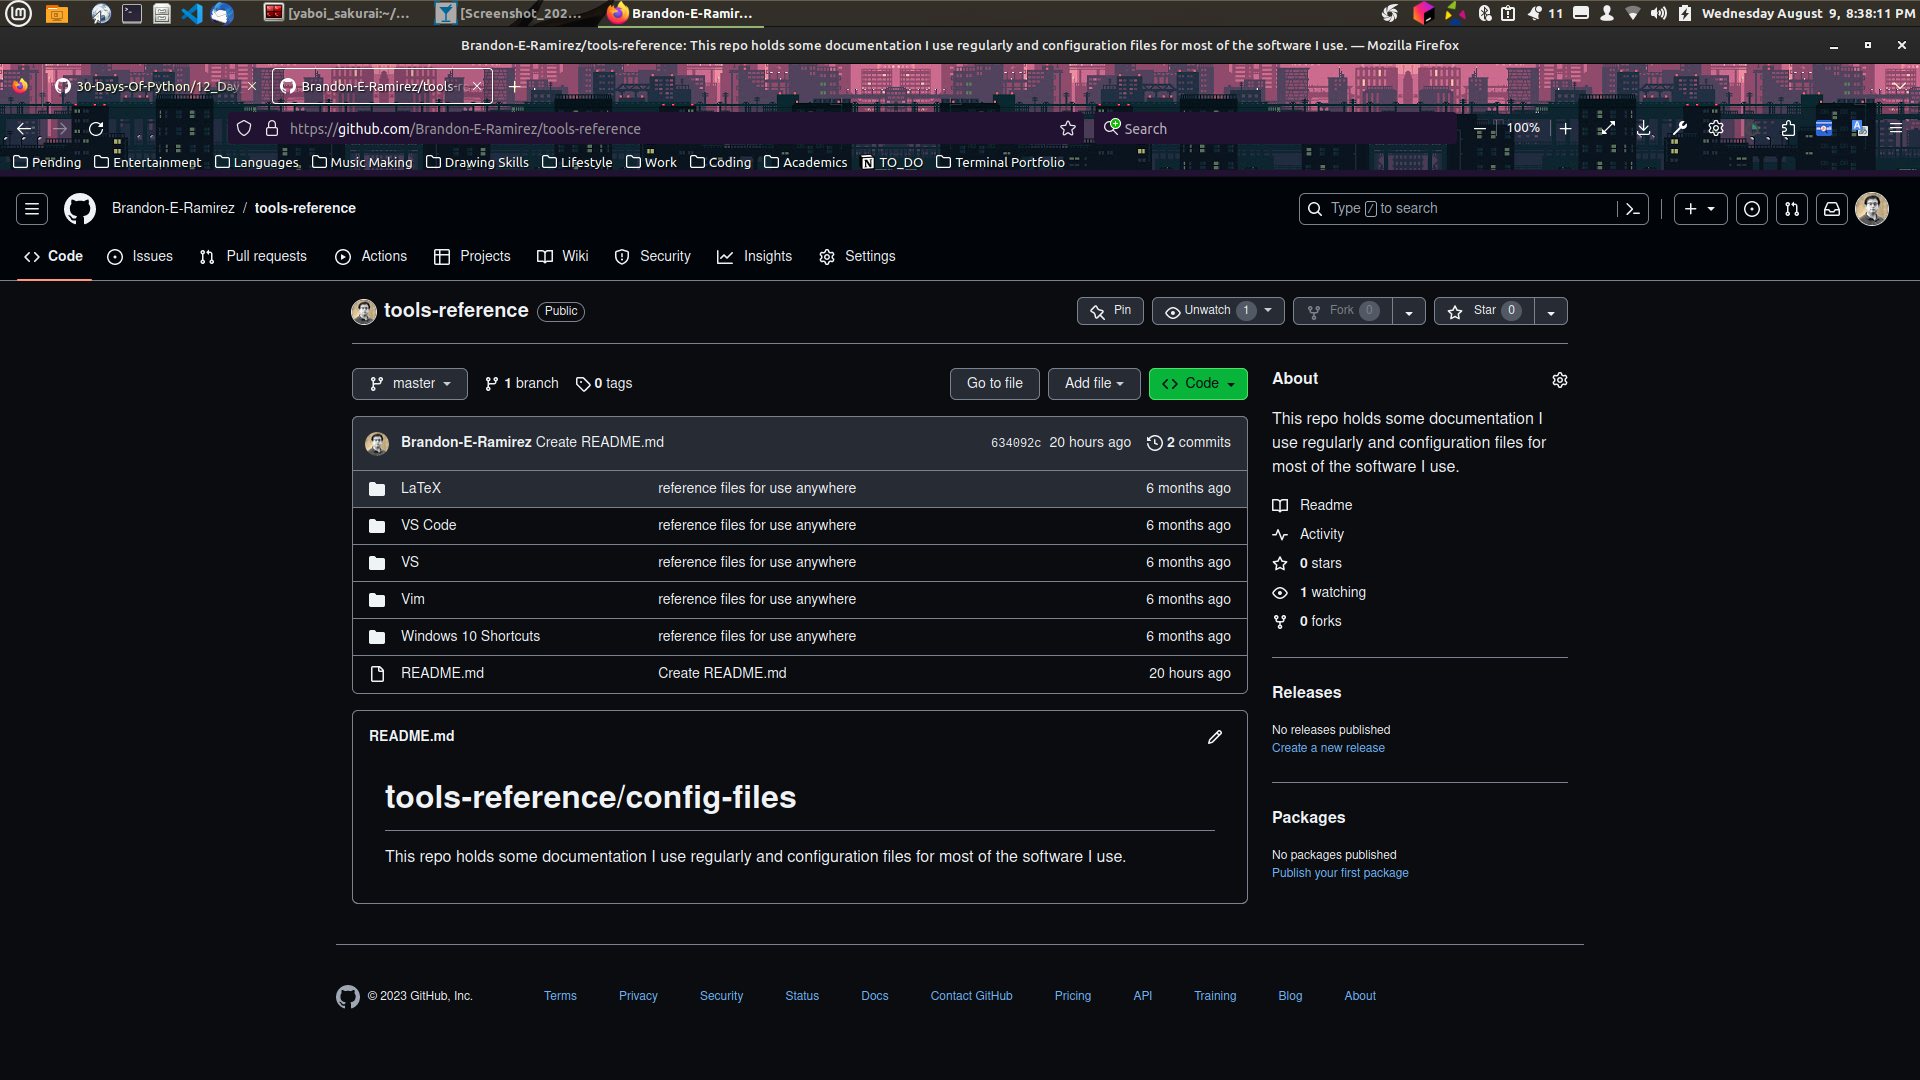 [yaboi_sakurai:~/... [Screenshot_202... Brandon-E-Ramir... 11 Wednesday August 9, 8:38:11 PM
Brandon-E-Ramirez/tools-reference: This repo holds some documentation I use regularly and configuration files for most of the software I use. — Mozilla Firefox
30-Days-Of-Python/12_Day Brandon-E-Ramirez/tools-r
https://github.com/Brandon-E-Ramirez/tools-reference Search 100%
Pending Entertainment Languages Music Making Drawing Skills Lifestyle Work Coding Academics TO_DO Terminal Portfolio
Brandon-E-Ramirez / tools-reference Type / to search
Code Issues Pull requests Actions Projects Wiki Security Insights Settings
tools-reference Public Pin Unwatch 1 Fork 0 Star 0
master 1 branch 0 tags Go to file Add file Code
Brandon-E-Ramirez Create README.md 634092c 20 hours ago 2 commits
LaTeX reference files for use anywhere 6 months ago
VS Code reference files for use anywhere 6 months ago
VS reference files for use anywhere 6 months ago
Vim reference files for use anywhere 6 months ago
Windows 10 Shortcuts reference files for use anywhere 6 months ago
README.md Create README.md 20 hours ago
README.md
tools-reference/config-files
This repo holds some documentation I use regularly and configuration files for most of the software I use.
About
This repo holds some documentation I
use regularly and configuration files for
most of the software I use.
Readme
Activity
0 stars
1 watching
0 forks
Releases
No releases published
Create a new release
Packages
No packages published
Publish your first package
© 2023 GitHub, Inc. Terms Privacy Security Status Docs Contact GitHub Pricing API Training Blog About